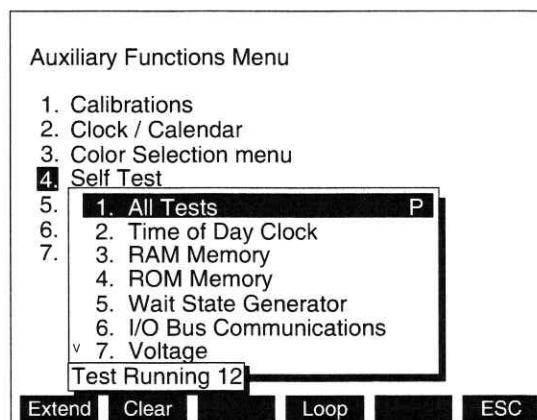 Auxiliary Functions Menu
1. Calibrations
2. Clock / Calendar
3. Color Selection menu
4. Self Test
5.
6.
7.
1. All Tests P
2. Time of Day Clock
3. RAM Memory
4. ROM Memory
5. Wait State Generator
6. I/O Bus Communications
v 7. Voltage
Test Running 12
Extend Clear Loop ESC